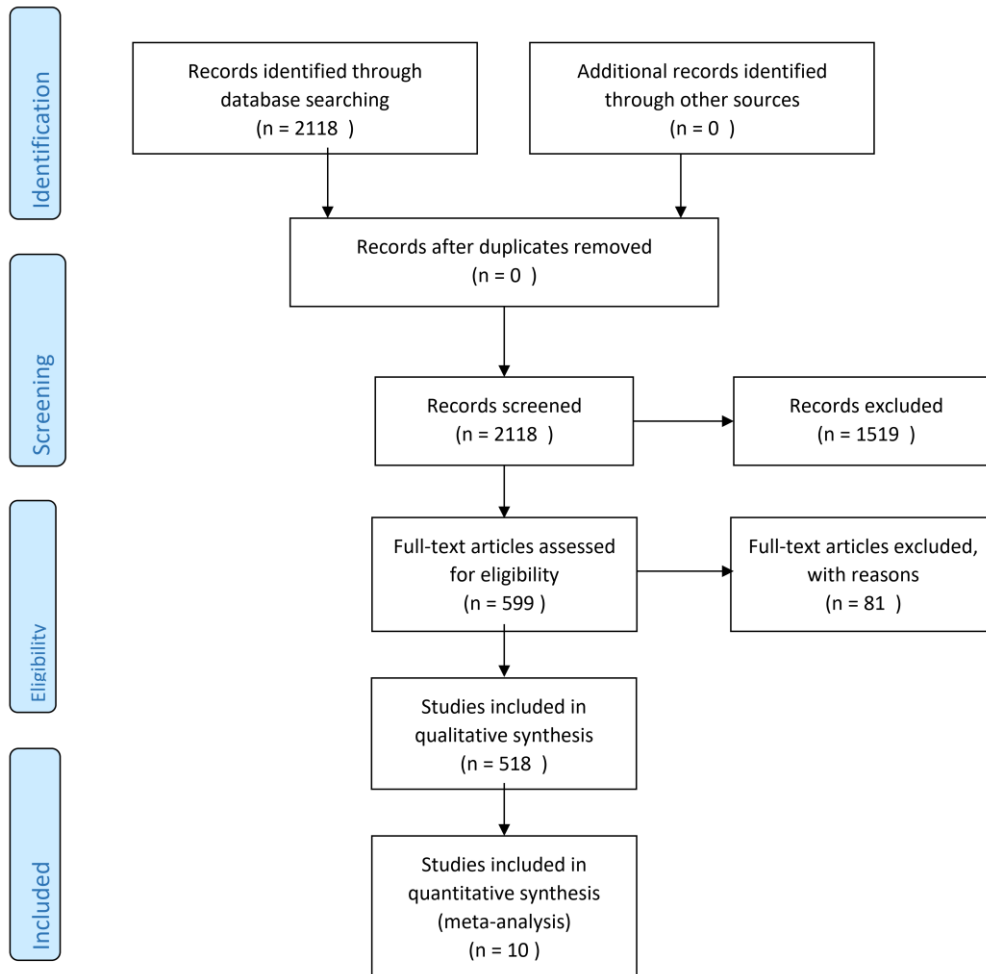 Identification
Records identified through
database searching
(n = 2118  )
Additional records identified
through other sources
(n = 0  )
Records after duplicates removed
(n = 0  )
Screening
Records screened
(n = 2118  )
Records excluded
(n = 1519  )
Eligibility
Full-text articles assessed
for eligibility
(n = 599 )
Full-text articles excluded,
with reasons
(n = 81  )
Studies included in
qualitative synthesis
(n = 518  )
Included
Studies included in
quantitative synthesis
(meta-analysis)
(n = 10  )